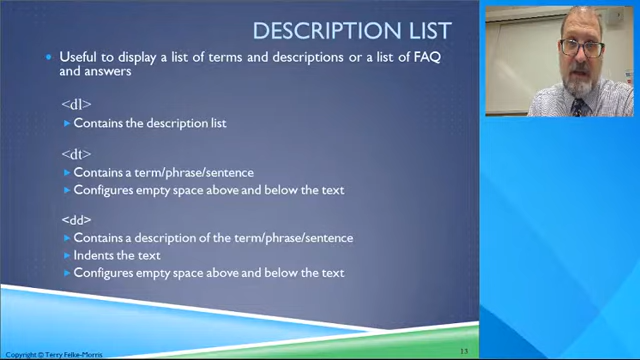 DESCRIPTION LIST
Useful to display a list of terms and descriptions or a list of FAQ
and answers
<dl>
Contains the description list
<dt>
Contains a term/phrase/sentence
Configures empty space above and below the text
<dd>
Contains a description of the term/phrase/sentence
Indents the text
Configures empty space above and below the text
Copyright © Terry Felke-Morris
13